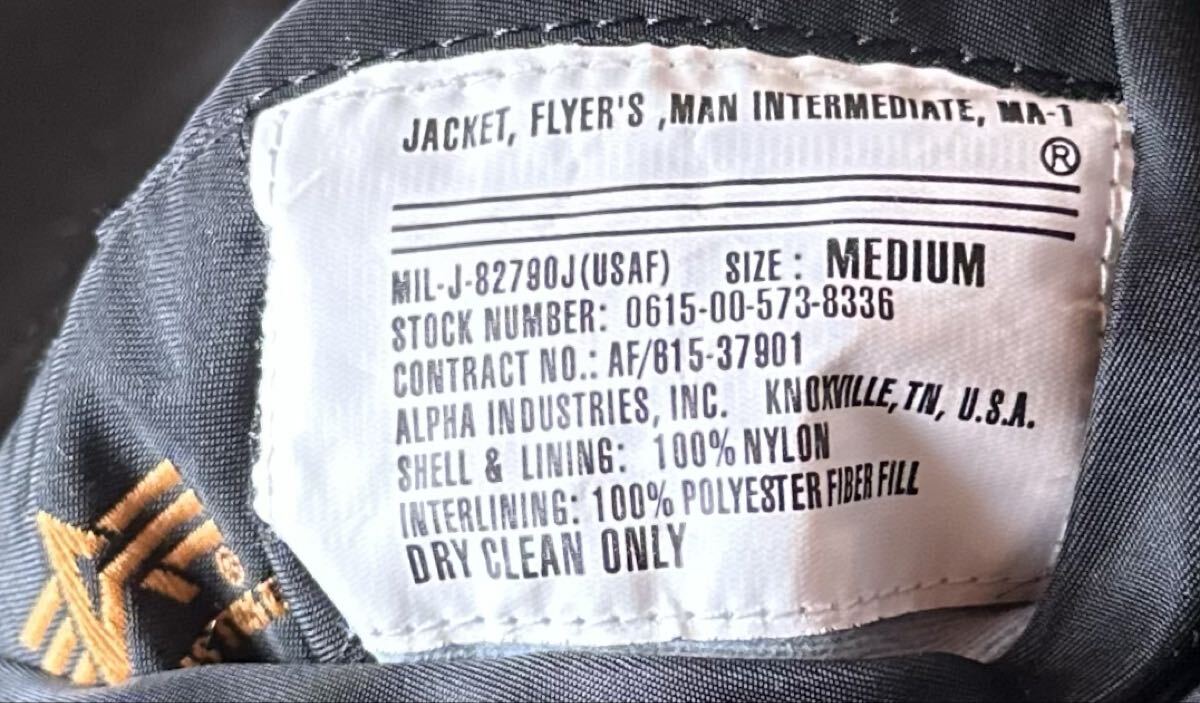 JACKET, FLYER'S ,MAN INTERMEDIATE, MA-1
®
MIL-J-82790J(USAF) SIZE : MEDIUM
STOCK NUMBER: 0615-00-573-8336
CONTRACT NO.: AF/615-37901
ALPHA INDUSTRIES, INC. KNOXVILLE, TN, U.S.A.
SHELL & LINING: 100% NYLON
INTERLINING: 100% POLYESTER FIBER FILL
DRY CLEAN ONLY
®